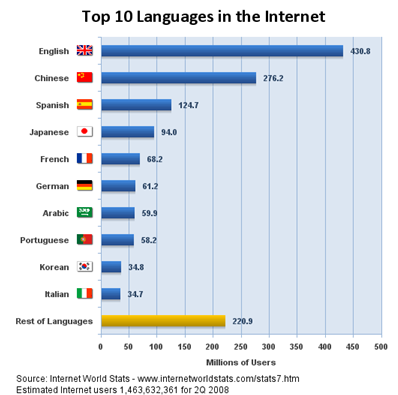 Top 10 Languages in the Internet
English 430.8
Chinese 276.2
Spanish 124.7
Japanese 94.0
French 68.2
German 61.2
Arabic 59.9
Portuguese 58.2
Korean 34.8
Italian 34.7
Rest of Languages 220.9
0 50 100 150 200 250 300 350 400 450 500
Millions of Users
Source: Internet World Stats - www.internetworldstats.com/stats7.htm
Estimated Internet users 1,463,632,361 for 2Q 2008